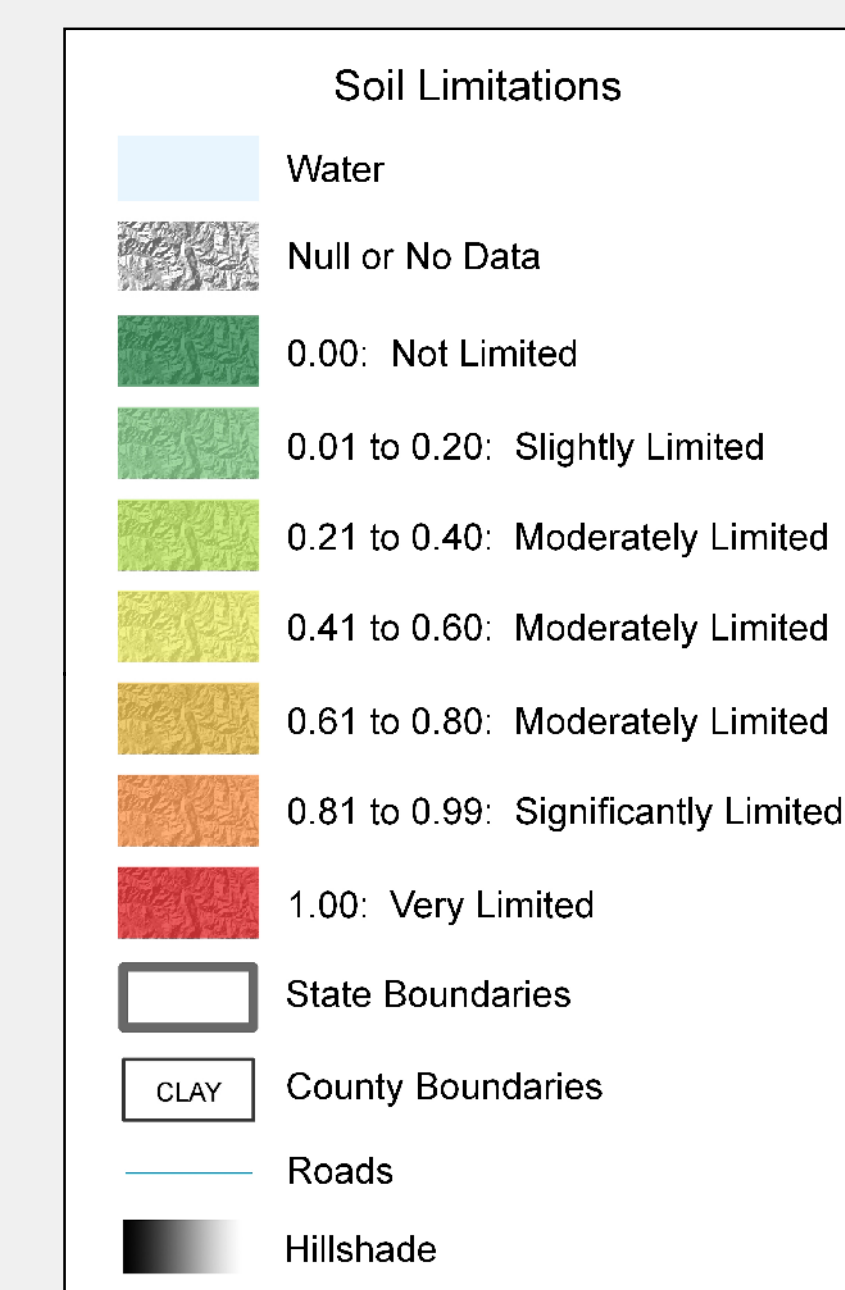 Soil Limitations
Water
Null or No Data
0.00:  Not Limited
0.01 to 0.20:  Slightly Limited
0.21 to 0.40:  Moderately Limited
0.41 to 0.60:  Moderately Limited
0.61 to 0.80:  Moderately Limited
0.81 to 0.99:  Significantly Limited
1.00:  Very Limited
State Boundaries
CLAY County Boundaries
Roads
Hillshade